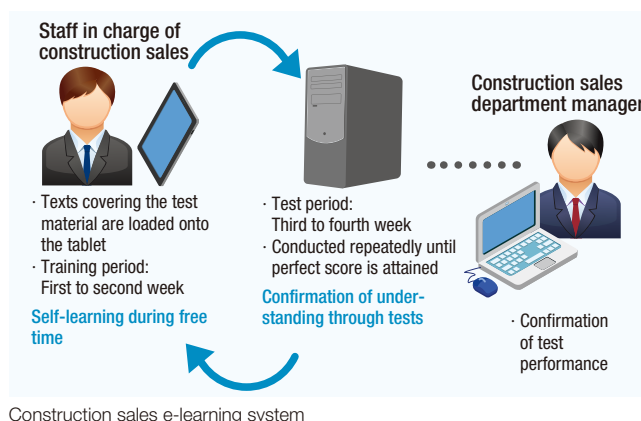 Staff in charge of
construction sales
· Texts covering the test
material are loaded onto
the tablet
· Training period:
First to second week
Self-learning during free
time
· Test period:
Third to fourth week
· Conducted repeatedly until
perfect score is attained
Confirmation of under-
standing through tests
Construction sales
department manager
· Confirmation
of test
performance
Construction sales e-learning system